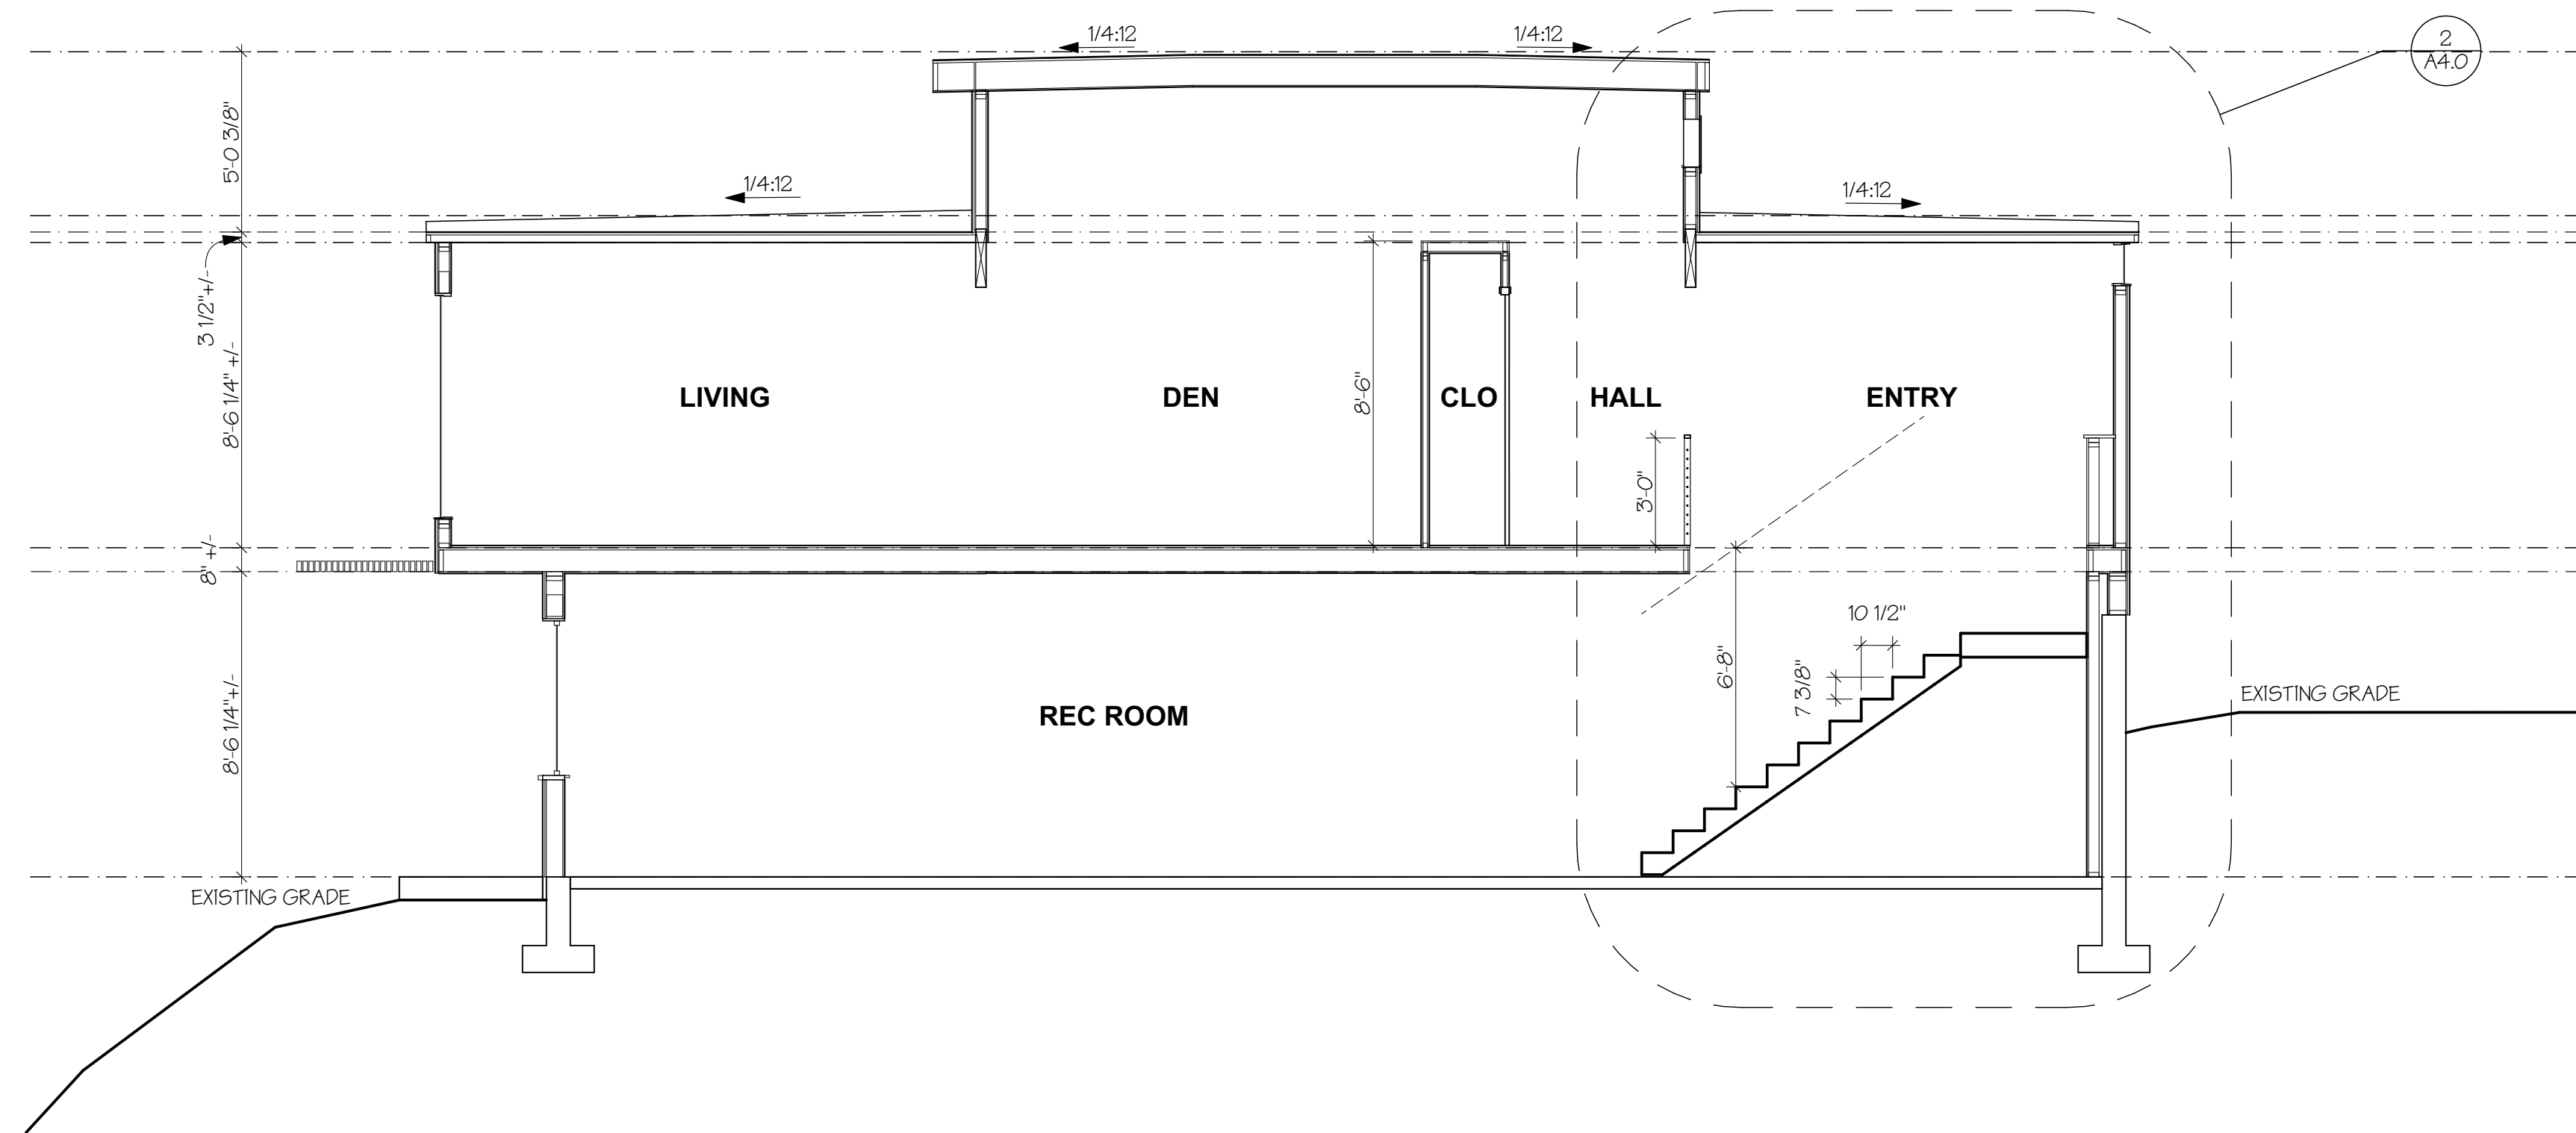 1/4:12
1/4:12
2
A4.0
5'-0 3/8"
1/4:12
1/4:12
3 1/2"+/-
8'-6 1/4" +/-
LIVING
DEN
8'-6"
CLO
HALL
ENTRY
3'-0"
8" +/-
10 1/2"
6'-8"
7 3/8"
EXISTING GRADE
8'-6 1/4"+/-
REC ROOM
EXISTING GRADE